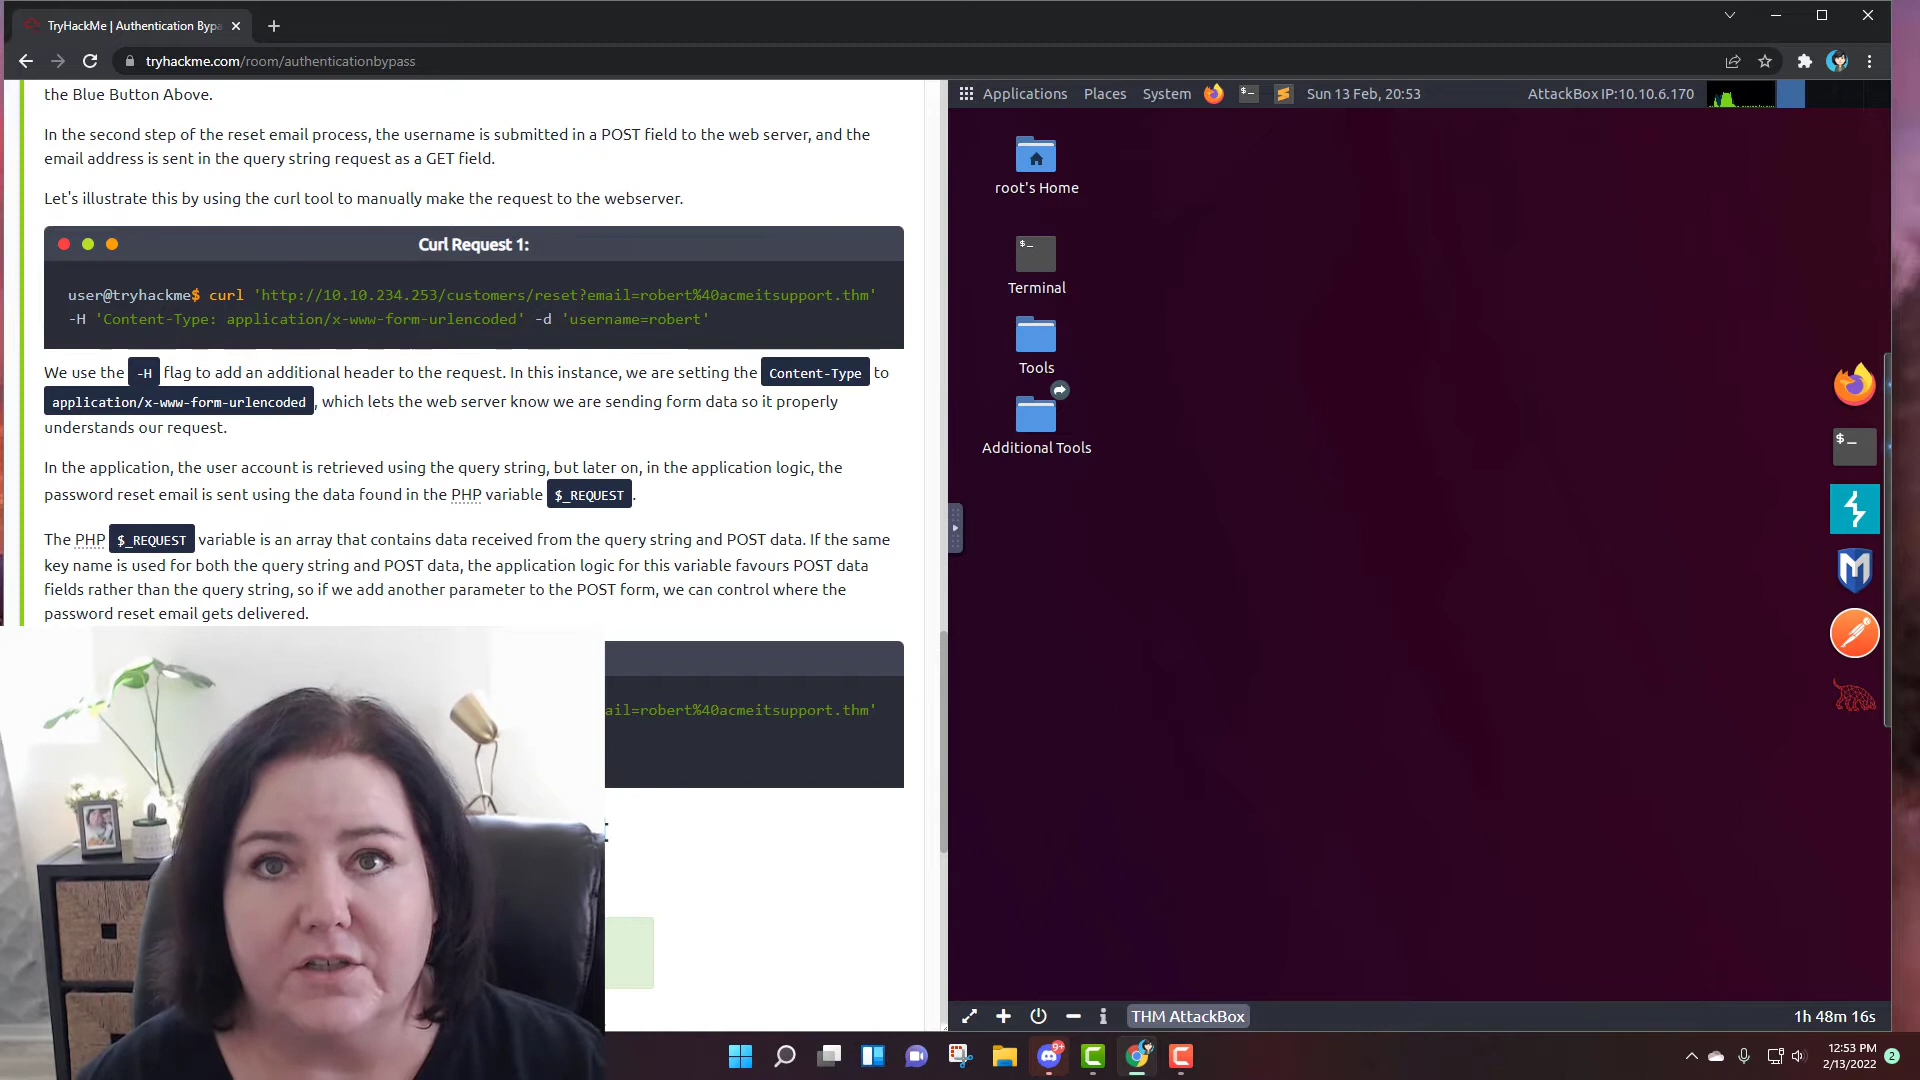 TryHackMe | Authentication Bypa
tryhackme.com/room/authenticationbypass
the Blue Button Above.
In the second step of the reset email process, the username is submitted in a POST field to the web server, and the
email address is sent in the query string request as a GET field.
Let's illustrate this by using the curl tool to manually make the request to the webserver.
Curl Request 1:
user@tryhackme$ curl 'http://10.10.234.253/customers/reset?email=robert%40acmeitsupport.thm'
-H 'Content-Type: application/x-www-form-urlencoded' -d 'username=robert'
We use the -H flag to add an additional header to the request. In this instance, we are setting the Content-Type to
application/x-www-form-urlencoded , which lets the web server know we are sending form data so it properly
understands our request.
In the application, the user account is retrieved using the query string, but later on, in the application logic, the
password reset email is sent using the data found in the PHP variable $_REQUEST .
The PHP $_REQUEST variable is an array that contains data received from the query string and POST data. If the same
key name is used for both the query string and POST data, the application logic for this variable favours POST data
fields rather than the query string, so if we add another parameter to the POST form, we can control where the
password reset email gets delivered.
ail=robert%40acmeitsupport.thm'
Applications Places System $_ Sun 13 Feb, 20:53 AttackBox IP:10.10.6.170
root's Home
$_
Terminal
Tools
Additional Tools
$_
THM AttackBox
1h 48m 16s
9+
12:53 PM
2/13/2022
2